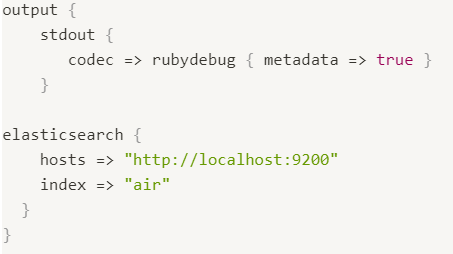 output {
    stdout {
       codec => rubydebug { metadata => true }
    }

elasticsearch {
    hosts => "http://localhost:9200"
    index => "air"
  }
}